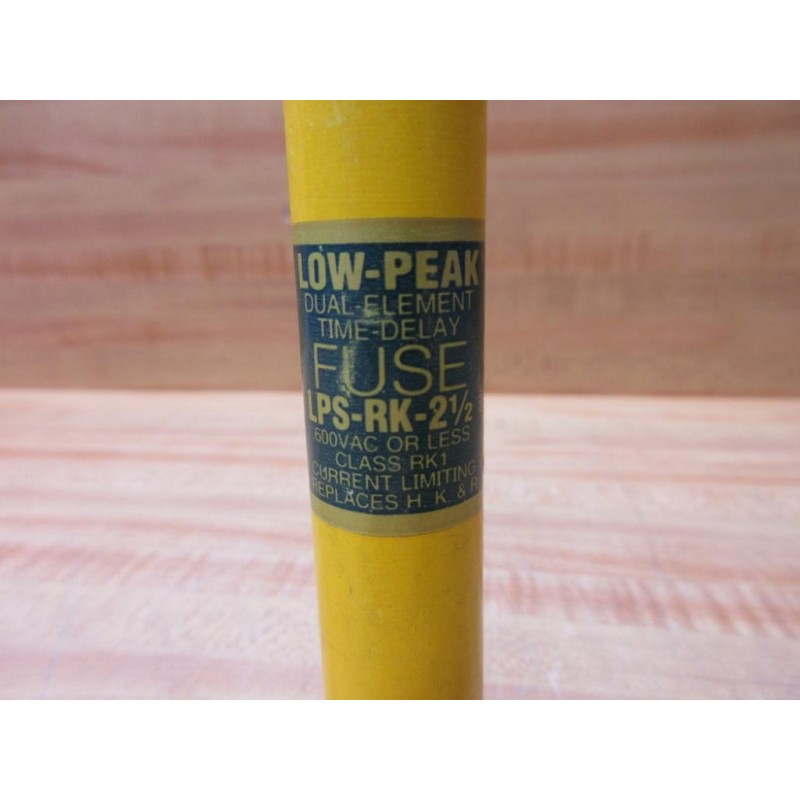 LOW-PEAK
DUAL-ELEMENT
TIME-DELAY
FUSE
LPS-RK-2½
600VAC OR LESS
CLASS RK1
CURRENT LIMITING
REPLACES H. K. & R